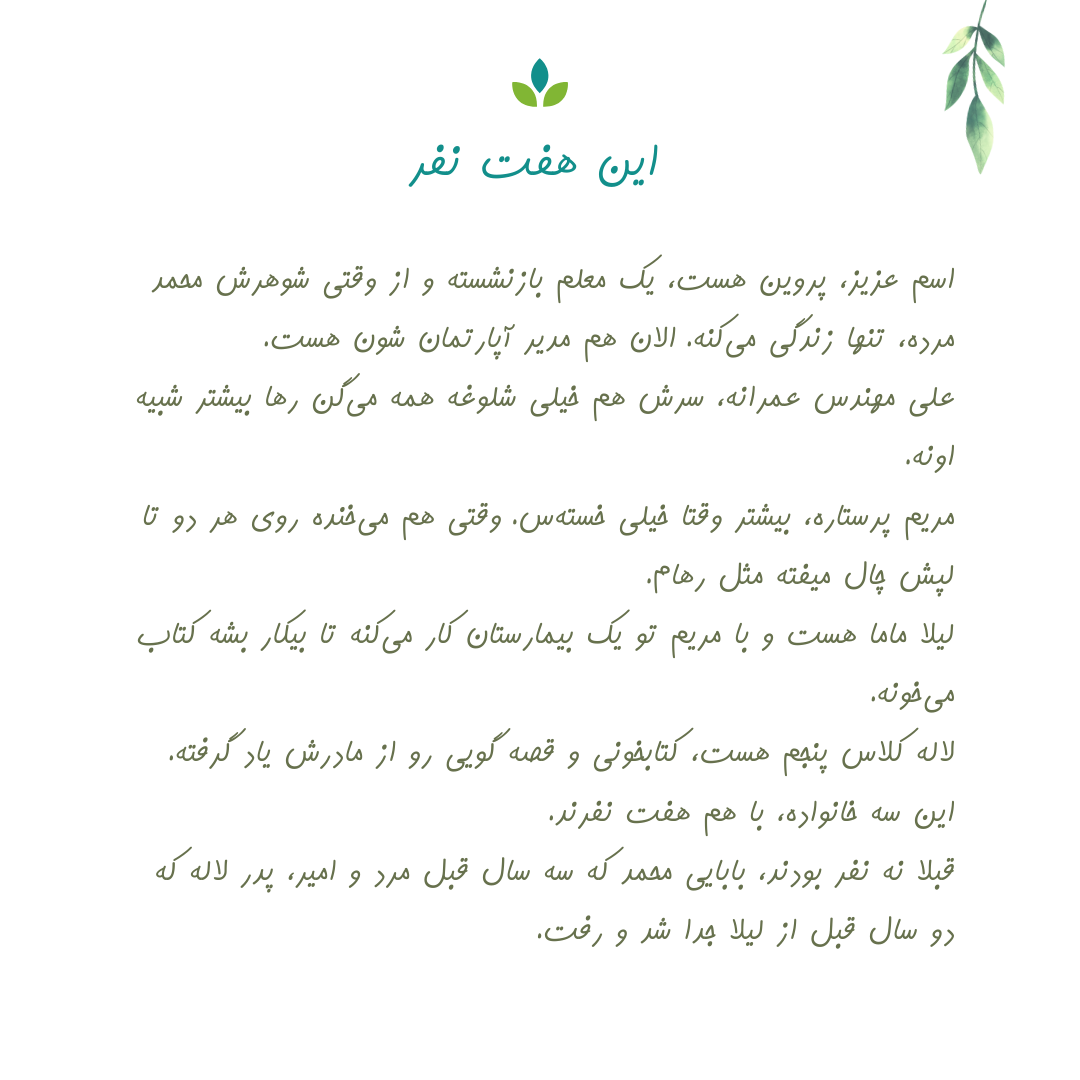 این هفت نفر
اسم عزیز، پروین هست، یک معلم بازنشسته و از وقتی شوهرش محمد
مرده، تنها زندگی می‌کنه. الان هم مدیر آپارتمان شون هست.
علی مهندس عمرانه، سرش هم خیلی شلوغه همه می‌گن رها بیشتر شبیه
اونه.
مریم پرستاره، بیشتر وقتا خیلی خسته‌س. وقتی هم می‌خنده روی هر دو تا
لپش چال میفته مثل رهام.
لیلا ماما هست و با مریم تو یک بیمارستان کار می‌کنه تا بیکار بشه کتاب
می‌خونه.
لاله کلاس پنجم هست، کتابخونی و قصه گویی رو از مادرش یاد گرفته.
این سه خانواده، با هم هفت نفرند.
قبلا نه نفر بودند، بابایی محمد که سه سال قبل مرد و امیر، پدر لاله که
دو سال قبل از لیلا جدا شد و رفت.